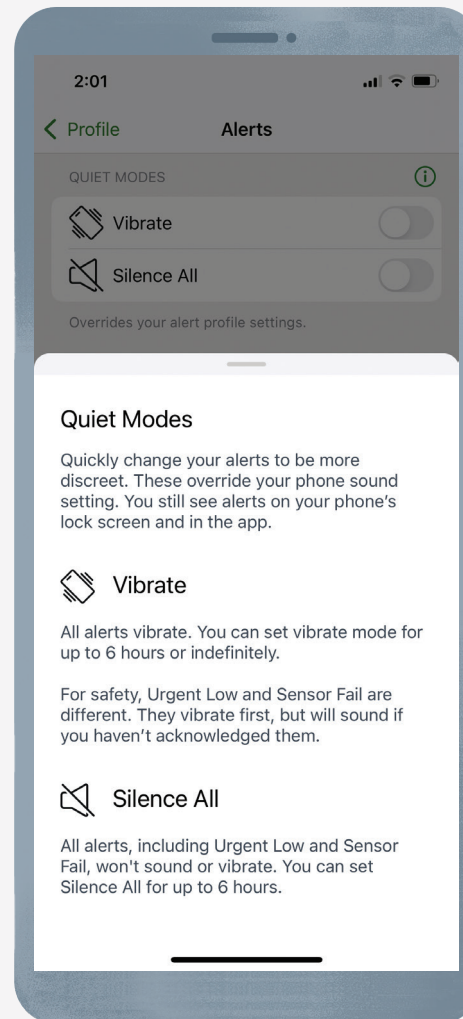 2:01
Profile
Alerts
QUIET MODES
Vibrate
Silence All
Overrides your alert profile settings.
Quiet Modes
Quickly change your alerts to be more
discreet. These override your phone sound
setting. You still see alerts on your phone’s
lock screen and in the app.
Vibrate
All alerts vibrate. You can set vibrate mode for
up to 6 hours or indefinitely.
For safety, Urgent Low and Sensor Fail are
different. They vibrate first, but will sound if
you haven’t acknowledged them.
Silence All
All alerts, including Urgent Low and Sensor
Fail, won't sound or vibrate. You can set
Silence All for up to 6 hours.